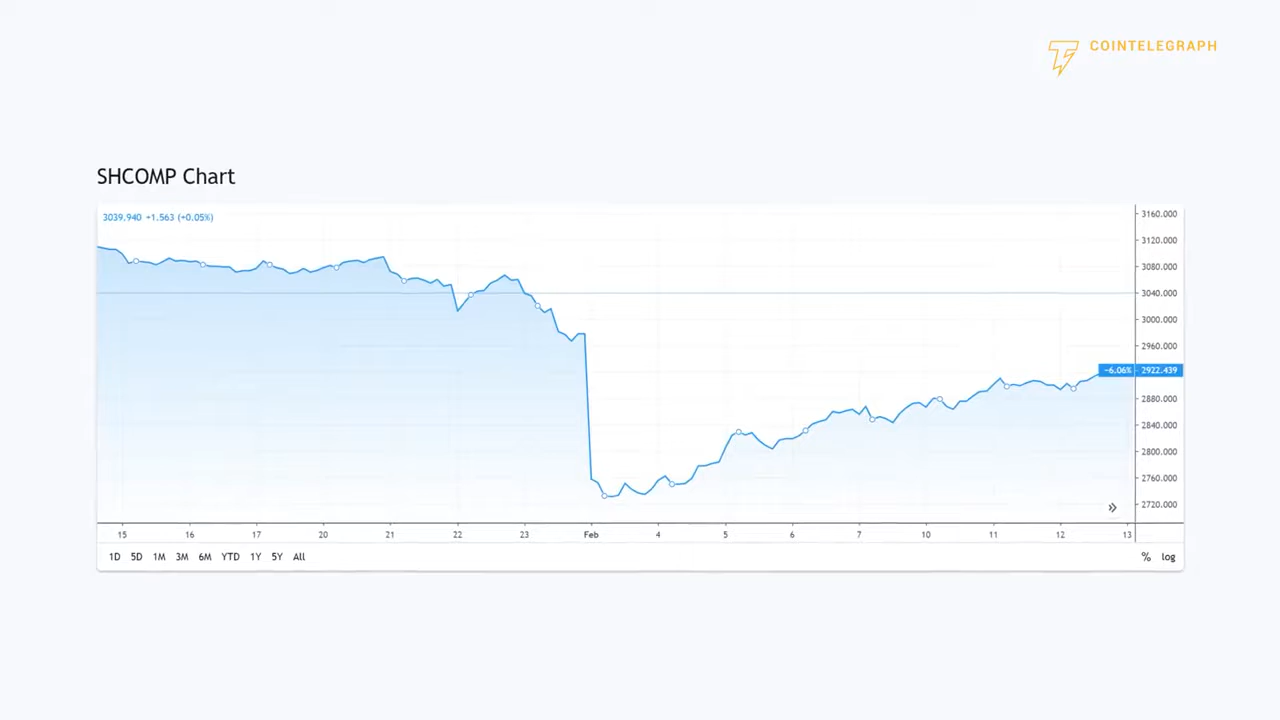 COINTELEGRAPH
SHCOMP Chart
3039.940 +1.563 (+0.05%)
3160.000
3120.000
3080.000
3040.000
3000.000
2960.000
−6.06% 2922.439
2880.000
2840.000
2800.000
2760.000
2720.000
»
15 16 17 20 21 22 23 Feb 4 5 6 7 10 11 12 13
1D 5D 1M 3M 6M YTD 1Y 5Y All % log